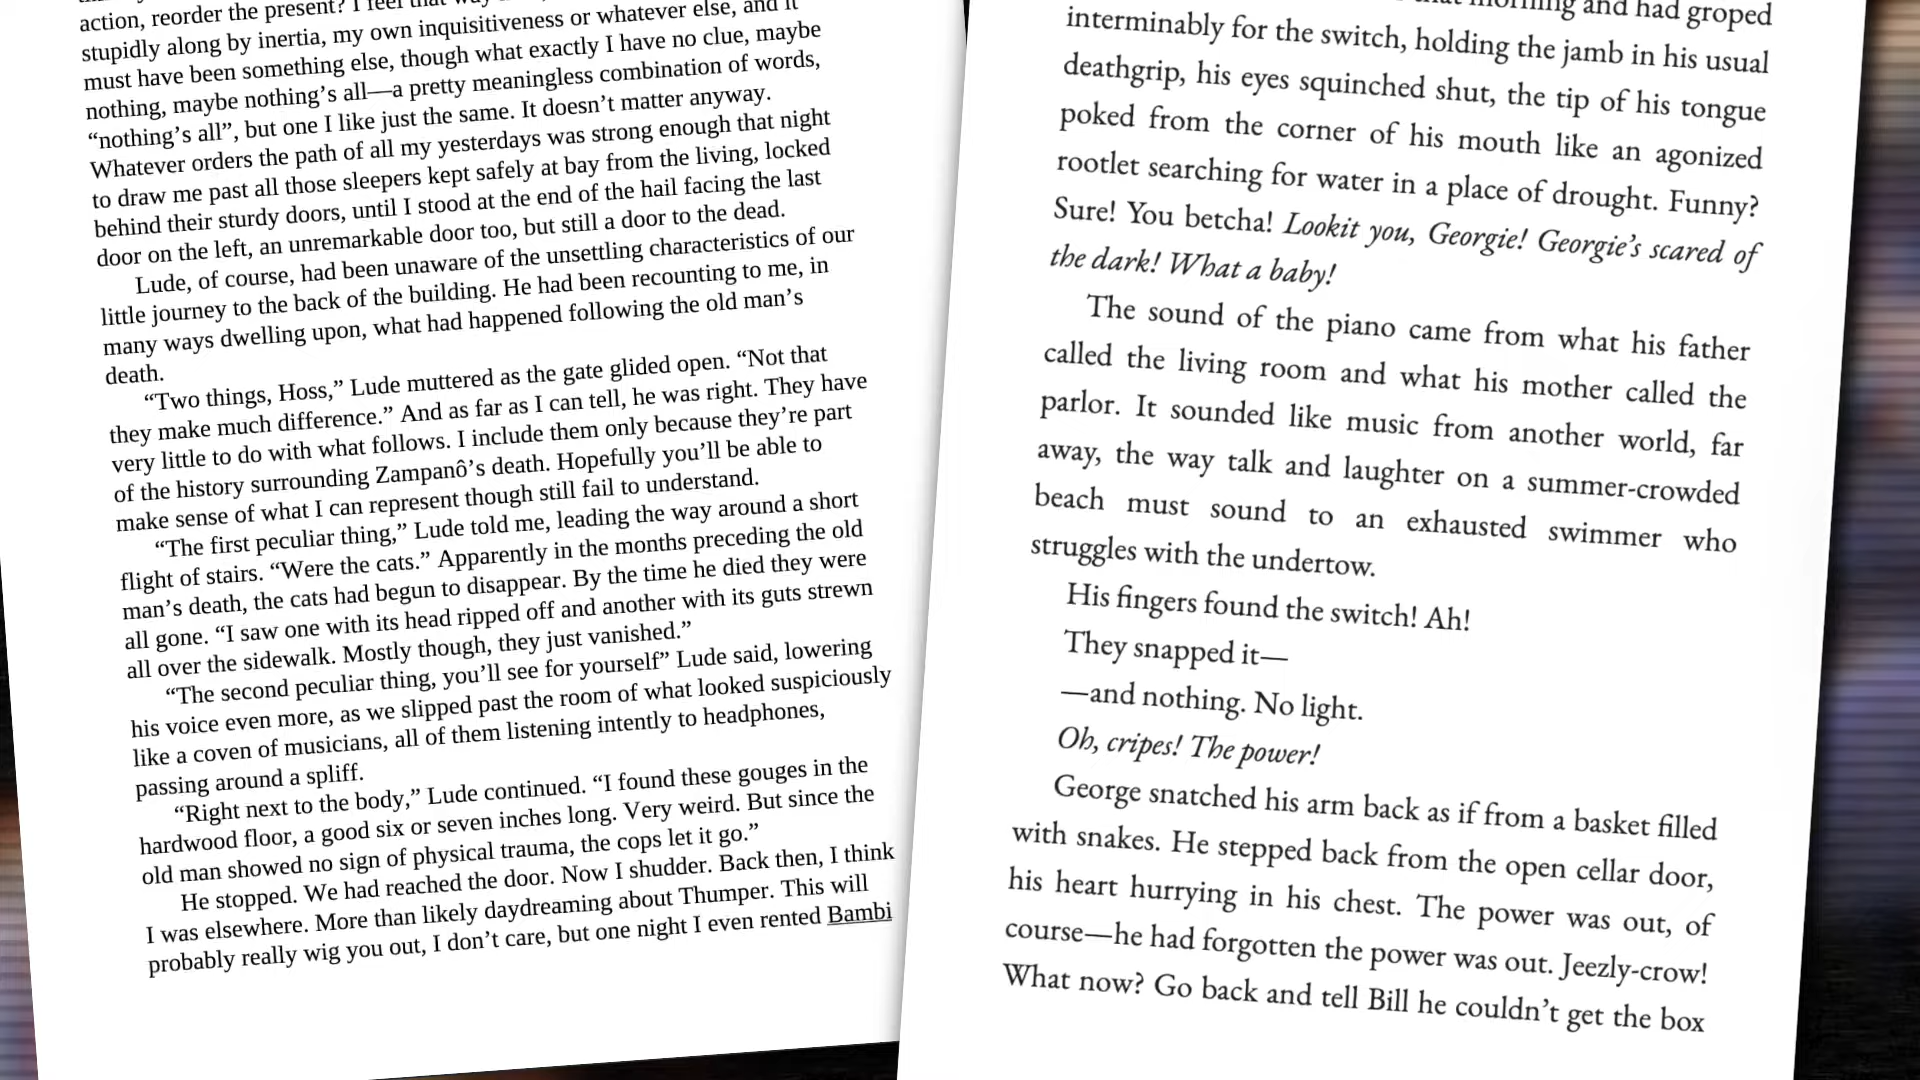 action, reorder the present? I feel that
stupidly along by inertia, my own inquisitiveness or whatever else, and it
must have been something else, though what exactly I have no clue, maybe
nothing, maybe nothing’s all—a pretty meaningless combination of words,
“nothing’s all”, but one I like just the same. It doesn’t matter anyway.
Whatever orders the path of all my yesterdays was strong enough that night
to draw me past all those sleepers kept safely at bay from the living, locked
behind their sturdy doors, until I stood at the end of the hail facing the last
door on the left, an unremarkable door too, but still a door to the dead.
Lude, of course, had been unaware of the unsettling characteristics of our
little journey to the back of the building. He had been recounting to me, in
many ways dwelling upon, what had happened following the old man’s
death.
“Two things, Hoss,” Lude muttered as the gate glided open. “Not that
they make much difference.” And as far as I can tell, he was right. They have
very little to do with what follows. I include them only because they’re part
of the history surrounding Zampanô’s death. Hopefully you’ll be able to
make sense of what I can represent though still fail to understand.
“The first peculiar thing,” Lude told me, leading the way around a short
flight of stairs. “Were the cats.” Apparently in the months preceding the old
man’s death, the cats had begun to disappear. By the time he died they were
all gone. “I saw one with its head ripped off and another with its guts strewn
all over the sidewalk. Mostly though, they just vanished.”
“The second peculiar thing, you’ll see for yourself” Lude said, lowering
his voice even more, as we slipped past the room of what looked suspiciously
like a coven of musicians, all of them listening intently to headphones,
passing around a spliff.
“Right next to the body,” Lude continued. “I found these gouges in the
hardwood floor, a good six or seven inches long. Very weird. But since the
old man showed no sign of physical trauma, the cops let it go.”
He stopped. We had reached the door. Now I shudder. Back then, I think
I was elsewhere. More than likely daydreaming about Thumper. This will
probably really wig you out, I don’t care, but one night I even rented Bambi
morning and had groped
interminably for the switch, holding the jamb in his usual
deathgrip, his eyes squinched shut, the tip of his tongue
poked from the corner of his mouth like an agonized
rootlet searching for water in a place of drought. Funny?
Sure! You betcha! Lookit you, Georgie! Georgie’s scared of
the dark! What a baby!
The sound of the piano came from what his father
called the living room and what his mother called the
parlor. It sounded like music from another world, far
away, the way talk and laughter on a summer-crowded
beach must sound to an exhausted swimmer who
struggles with the undertow.
His fingers found the switch! Ah!
They snapped it—
—and nothing. No light.
Oh, cripes! The power!
George snatched his arm back as if from a basket filled
with snakes. He stepped back from the open cellar door,
his heart hurrying in his chest. The power was out, of
course—he had forgotten the power was out. Jeezly-crow!
What now? Go back and tell Bill he couldn’t get the box